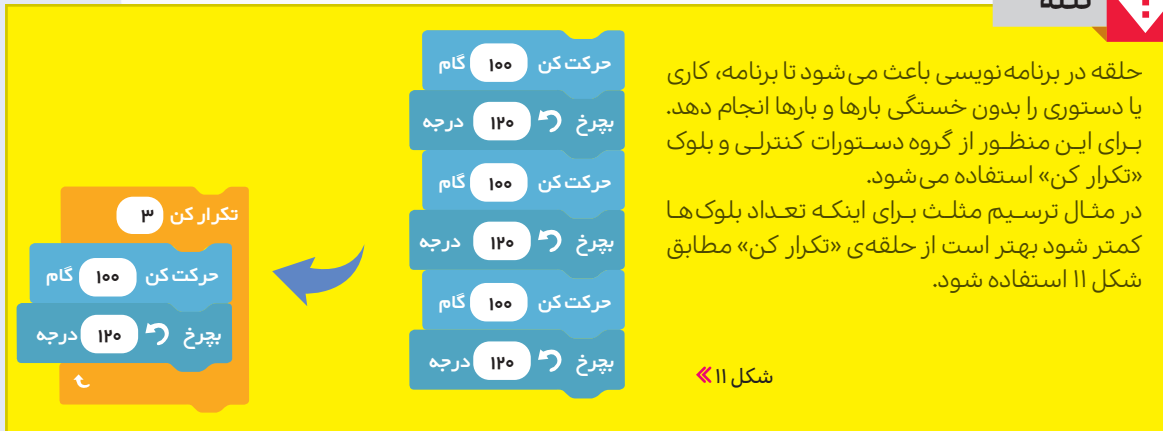 حلقه در برنامه‌نویسی باعث می‌شود تا برنامه، کاری
یا دستوری را بدون خستگی بارها و بارها انجام دهد.
برای این منظور از گروه دستورات کنترلی و بلوک
«تکرار کن» استفاده می‌شود.
در مثال ترسیم مثلث برای اینکه تعداد بلوک‌ها
کمتر شود بهتر است از حلقه‌ی «تکرار کن» مطابق
شکل ۱۱ استفاده شود.
شکل ۱۱
حرکت کن ۱۰۰ گام
بچرخ ۱۲۰ درجه
حرکت کن ۱۰۰ گام
بچرخ ۱۲۰ درجه
حرکت کن ۱۰۰ گام
بچرخ ۱۲۰ درجه
تکرار کن ۳
حرکت کن ۱۰۰ گام
بچرخ ۱۲۰ درجه